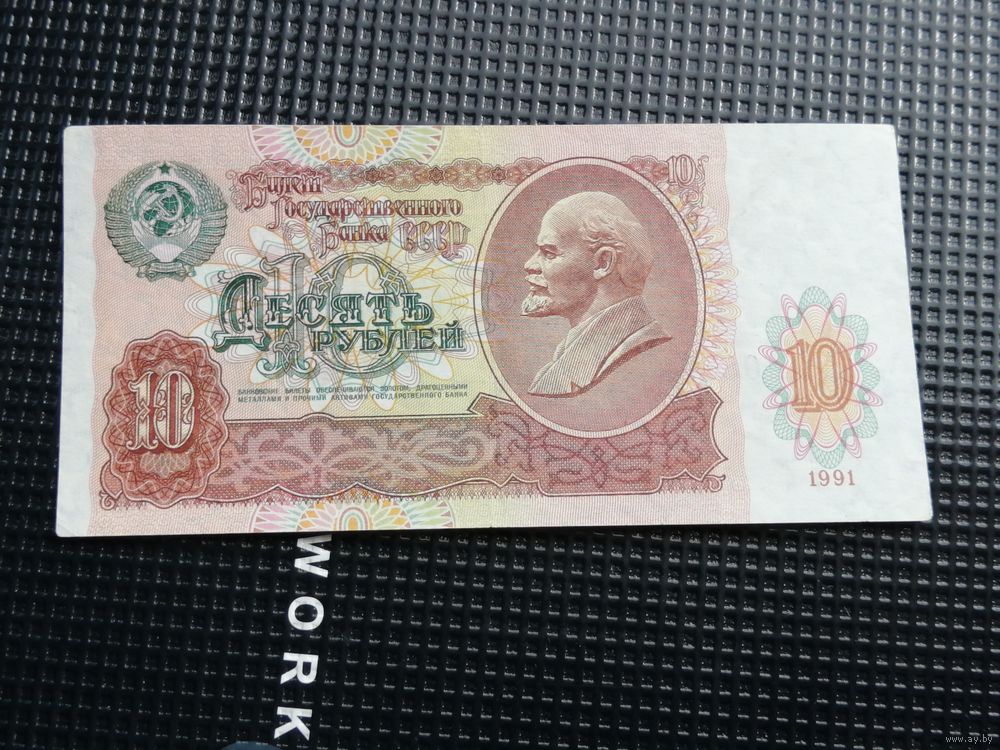 Билет
Государственного
Банка СССР
10
10
Десять
рублей
БАНКОВСКИЕ БИЛЕТЫ ОБЕСПЕЧИВАЮТСЯ ЗОЛОТОМ, ДРАГОЦЕННЫМИ
МЕТАЛЛАМИ И ПРОЧИМИ АКТИВАМИ ГОСУДАРСТВЕННОГО БАНКА
10
10
1991
WORK
www.ay.by